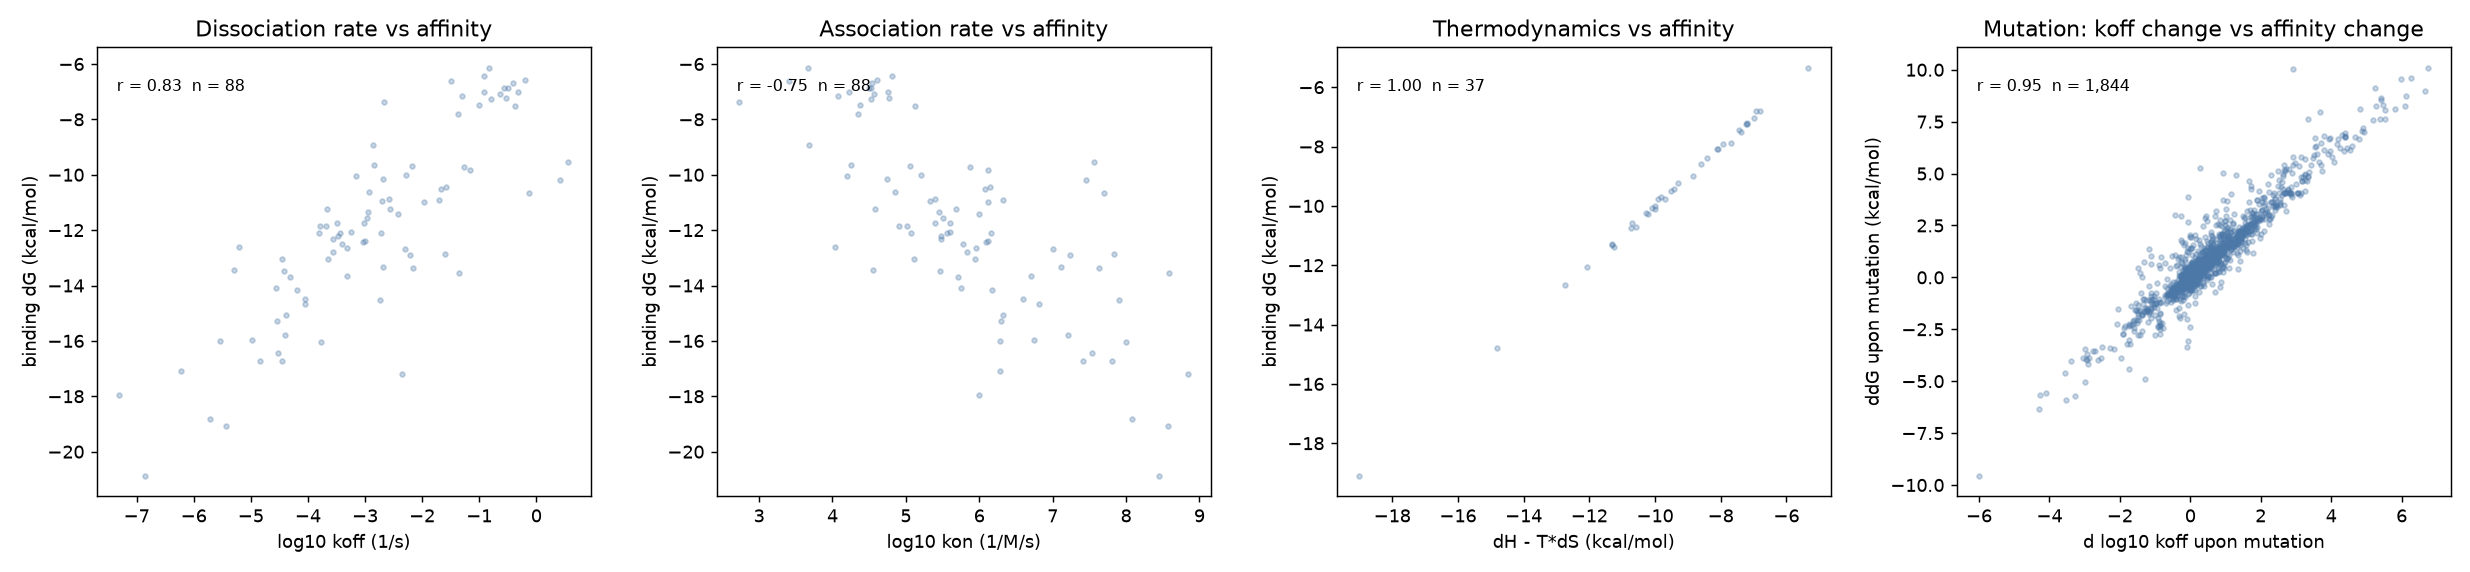 Dissociation rate vs affinity
r = 0.83  n = 88
−6
−8
−10
−12
−14
−16
−18
−20
binding dG (kcal/mol)
−7 −6 −5 −4 −3 −2 −1 0
log10 koff (1/s)
Association rate vs affinity
r = -0.75  n = 88
−6
−8
−10
−12
−14
−16
−18
−20
binding dG (kcal/mol)
3 4 5 6 7 8 9
log10 kon (1/M/s)
Thermodynamics vs affinity
r = 1.00  n = 37
−6
−8
−10
−12
−14
−16
−18
binding dG (kcal/mol)
−18 −16 −14 −12 −10 −8 −6
dH - T*dS (kcal/mol)
Mutation: koff change vs affinity change
r = 0.95  n = 1,844
10.0
7.5
5.0
2.5
0.0
−2.5
−5.0
−7.5
−10.0
ddG upon mutation (kcal/mol)
−6 −4 −2 0 2 4 6
d log10 koff upon mutation